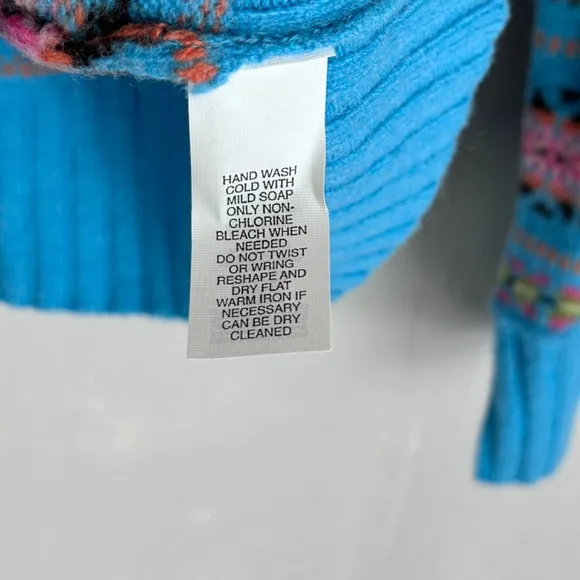 HAND WASH
COLD WITH
MILD SOAP
ONLY NON-
CHLORINE
BLEACH WHEN
NEEDED
DO NOT TWIST
OR WRING
RESHAPE AND
DRY FLAT
WARM IRON IF
NECESSARY
CAN BE DRY
CLEANED